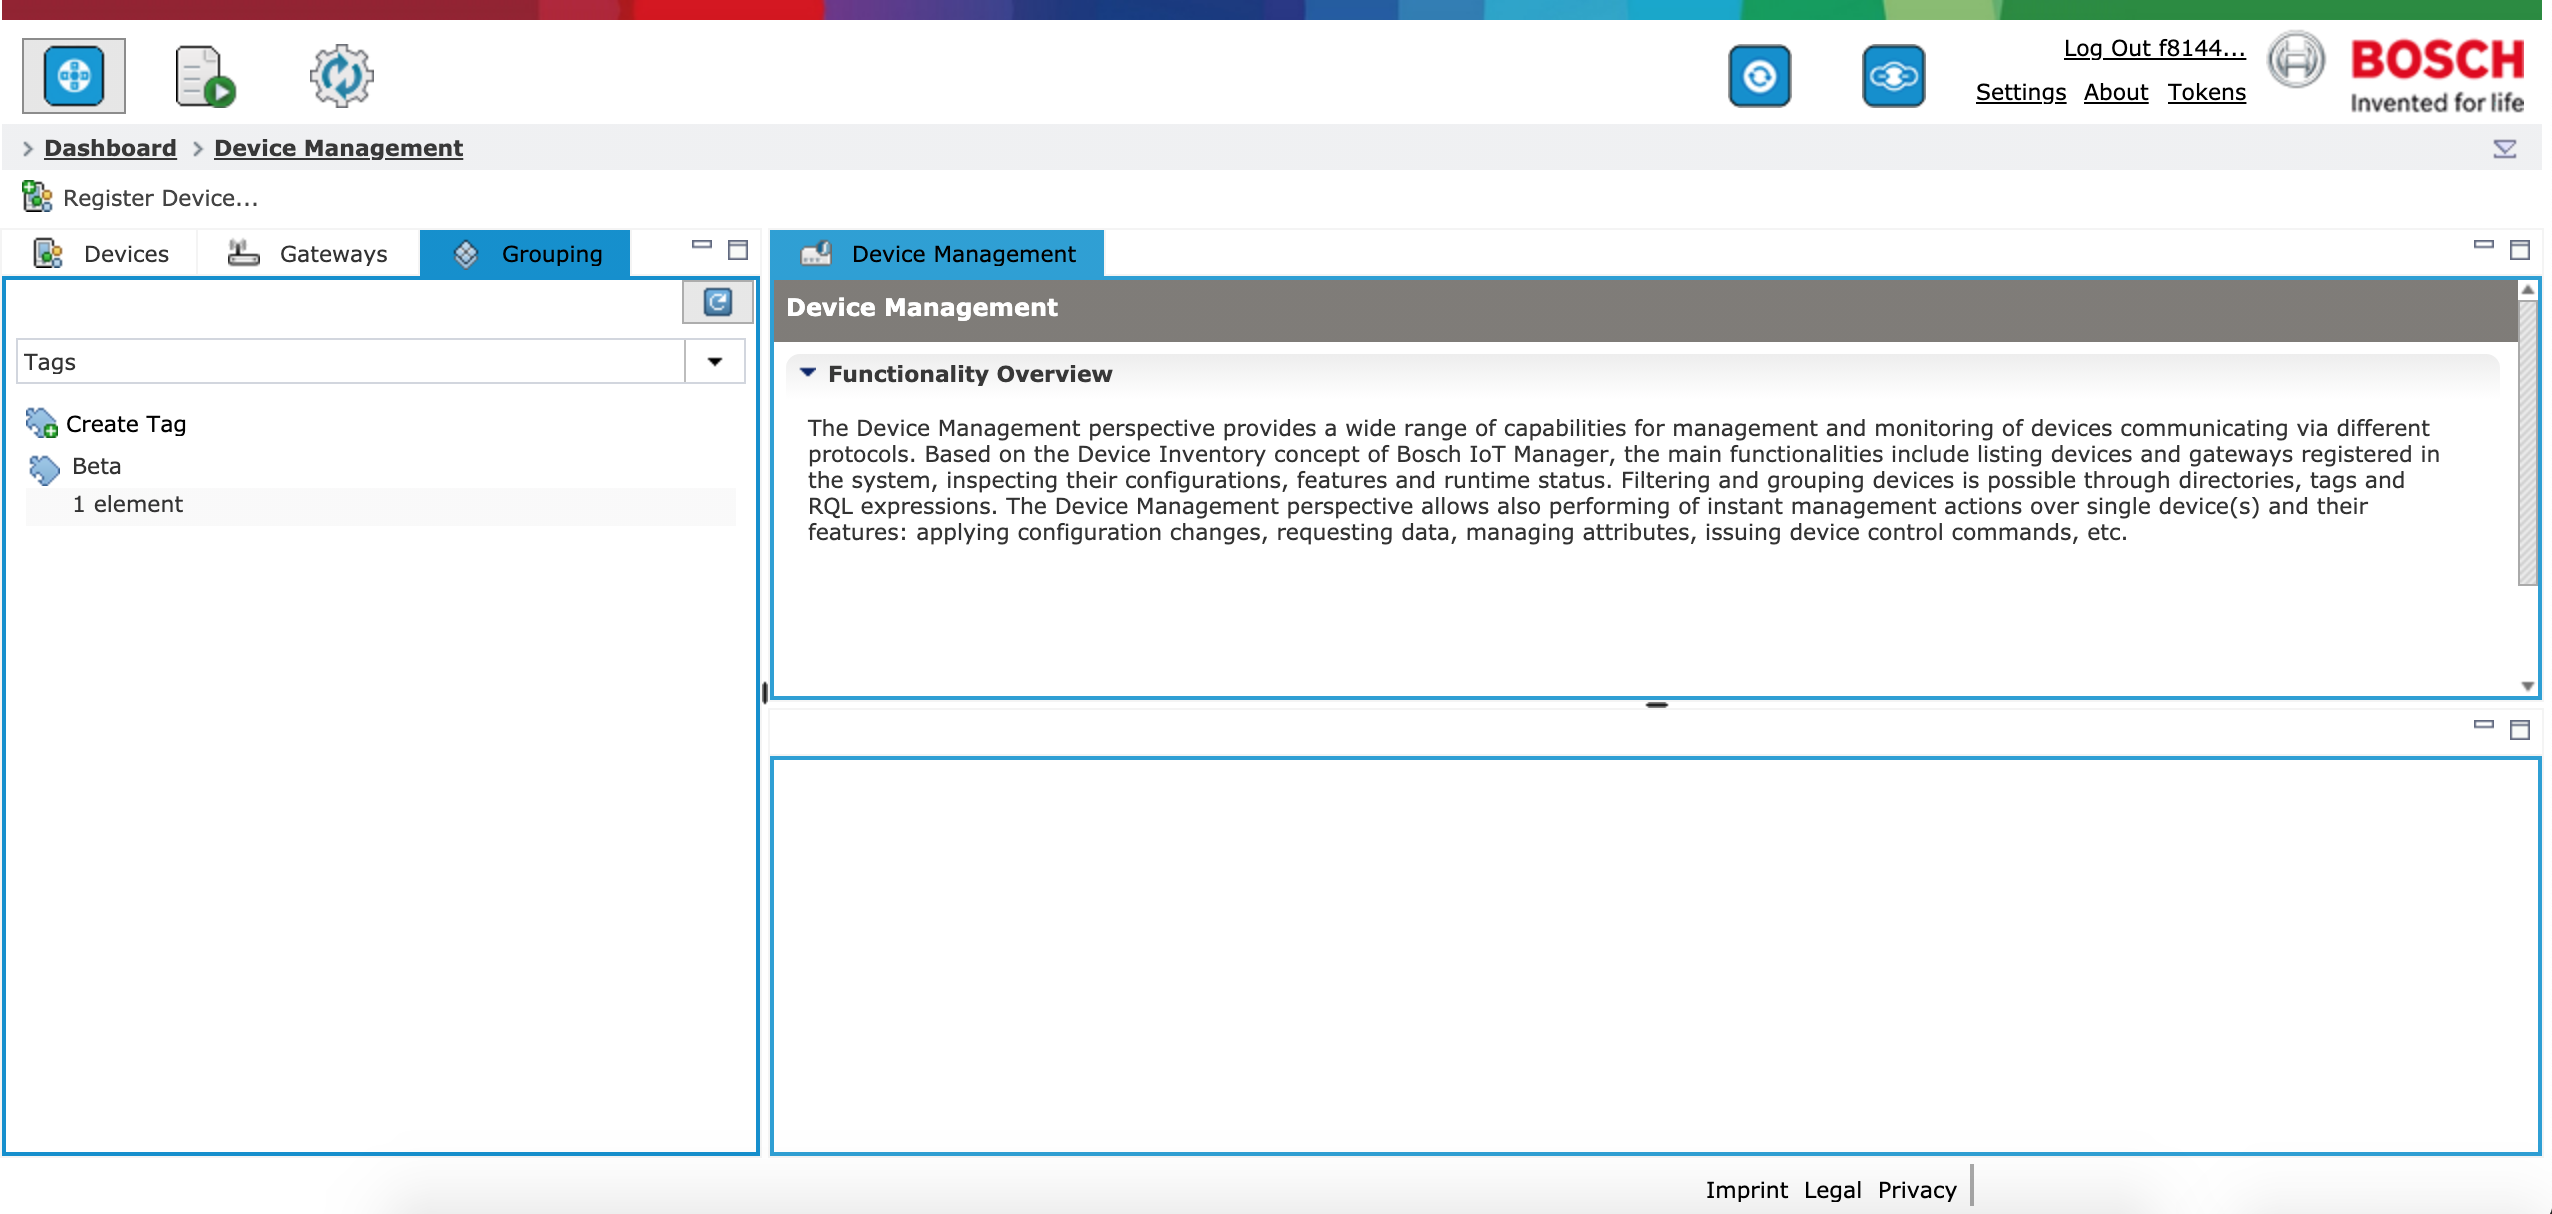 Log Out f8144...
Settings About Tokens
BOSCH
Invented for life
Dashboard Device Management
Register Device...
Devices Gateways Grouping
Device Management
Tags
Create Tag
Beta
1 element
Device Management
Functionality Overview
The Device Management perspective provides a wide range of capabilities for management and monitoring of devices communicating via different
protocols. Based on the Device Inventory concept of Bosch IoT Manager, the main functionalities include listing devices and gateways registered in
the system, inspecting their configurations, features and runtime status. Filtering and grouping devices is possible through directories, tags and
RQL expressions. The Device Management perspective allows also performing of instant management actions over single device(s) and their
features: applying configuration changes, requesting data, managing attributes, issuing device control commands, etc.
Imprint Legal Privacy